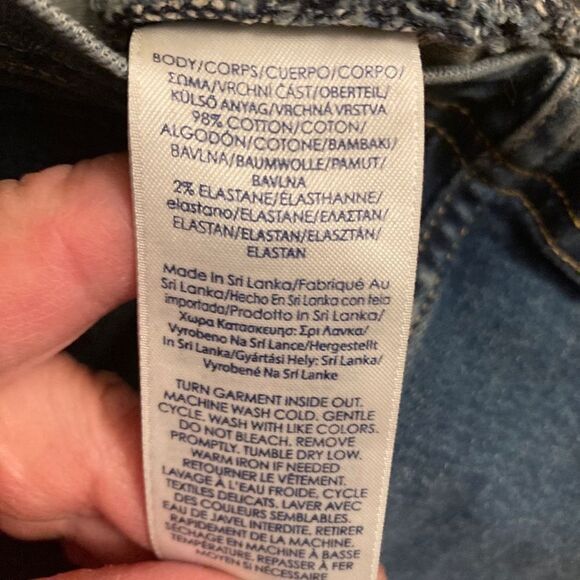 BODY/CORPS/CUERPO/CORPO/
ΣΩΜΑ/VRCHNÍ ČÁST/OBERTEIL/
KÜLSŐ ANYAG/VRCHNÁ VRSTVA
98% COTTON/COTON/
ALGODÓN/COTONE/BAMBAKI/
BAVLNA/BAUMWOLLE/PAMUT/
BAVLNA
2% ELASTANE/ÉLASTHANNE/
elastano/ELASTANE/ΕΛΑΣΤΑΝ/
ELASTAN/ELASTAN/ELASZTÁN/
ELASTAN
Made In Sri Lanka/Fabriqué Au
Sri Lanka/Hecho En Sri Lanka con tela
importada/Prodotto In Sri Lanka/
Χωρα Κατασκευησ: Σρι Λανκα/
Vyrobeno Na Srí Lance/Hergestellt
In Sri Lanka/Gyártási Hely: Srí Lanka/
Vyrobené Na Srí Lanke
TURN GARMENT INSIDE OUT.
MACHINE WASH COLD. GENTLE
CYCLE. WASH WITH LIKE COLORS.
DO NOT BLEACH. REMOVE
PROMPTLY. TUMBLE DRY LOW.
WARM IRON IF NEEDED
RETOURNER LE VÊTEMENT.
LAVAGE À L'EAU FROIDE, CYCLE
TEXTILES DELICATS. LAVER AVEC
DES COULEURS SEMBLABLES.
EAU DE JAVEL INTERDITE. RETIRER
RAPIDEMENT DE LA MACHINE.
SÉCHAGE EN MACHINE À BASSE
TEMPÉRATURE. REPASSER À FER
MOYEN SI NÉCESSAIRE